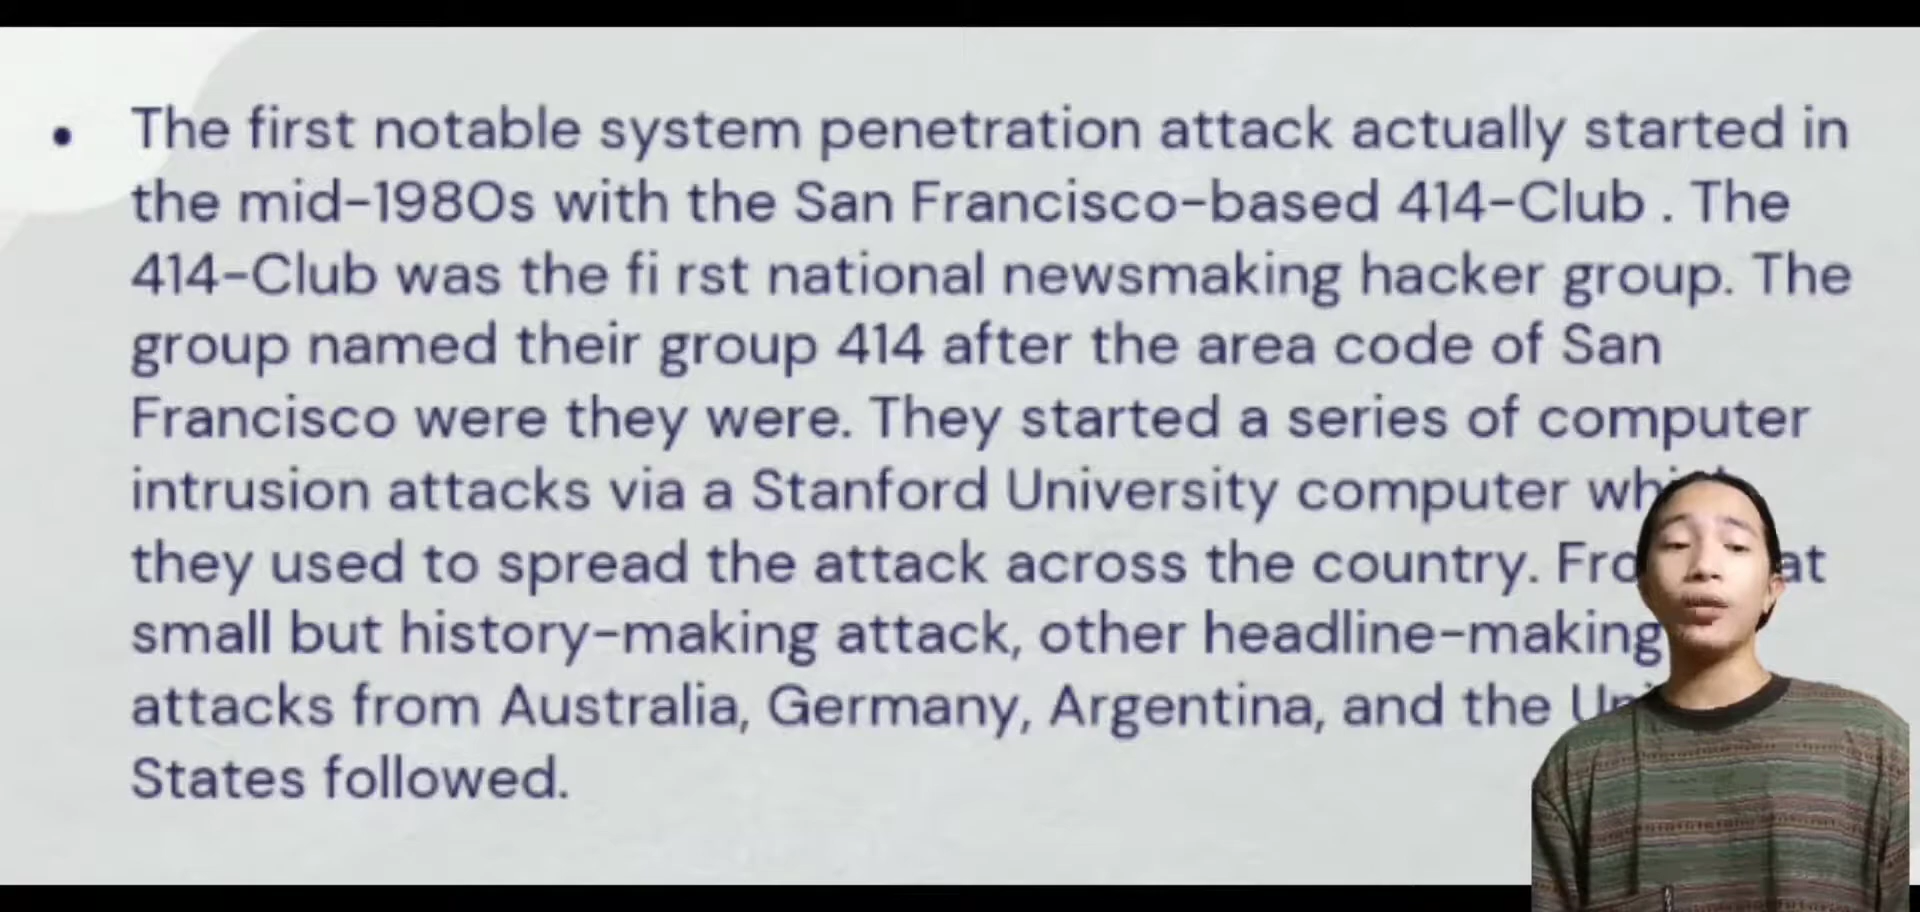 • The first notable system penetration attack actually started in
the mid-1980s with the San Francisco-based 414-Club . The
414-Club was the fi rst national newsmaking hacker group. The
group named their group 414 after the area code of San
Francisco were they were. They started a series of computer
intrusion attacks via a Stanford University computer
they used to spread the attack across the country.
small but history-making attack, other headline-making
attacks from Australia, Germany, Argentina, and the
States followed.